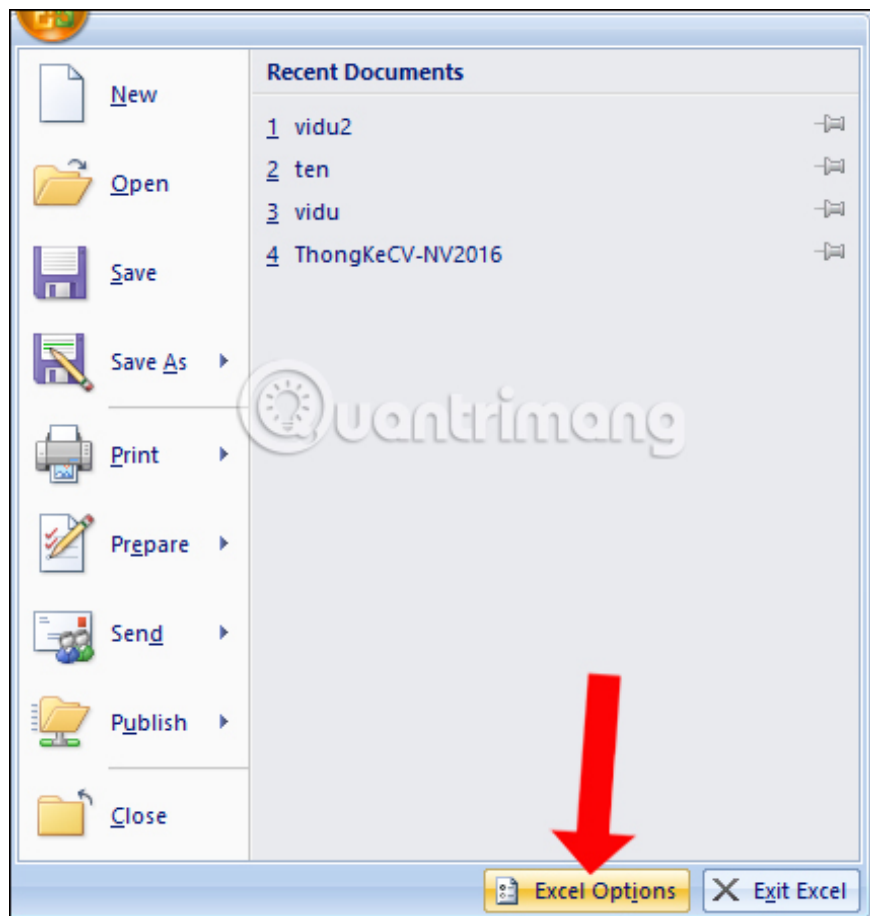 New
Open
Save
Save As
Print
Prepare
Send
Publish
Close
Recent Documents
1 vidu2
2 ten
3 vidu
4 ThongKeCV-NV2016
Quantrimang
Excel Options
Exit Excel